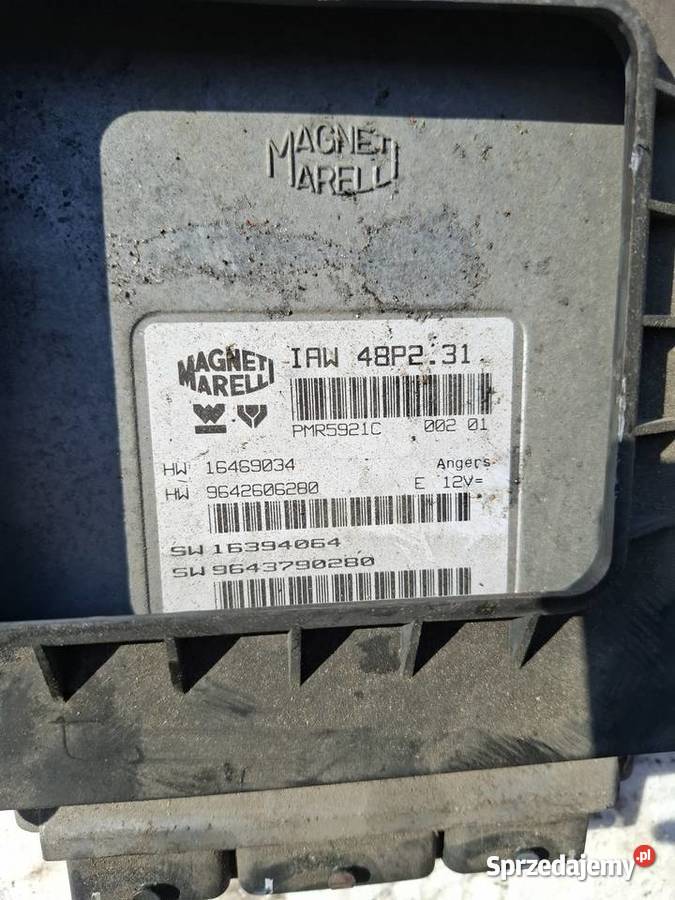 MAGNETI
MARELLI
MAGNETI
MARELLI
IAW 48P2.31
PMR5921C 002 01
HW 16469034 Angers
HW 9642606280 E 12V=
SW 16394064
SW 9643790280
Sprzedajemy.pl